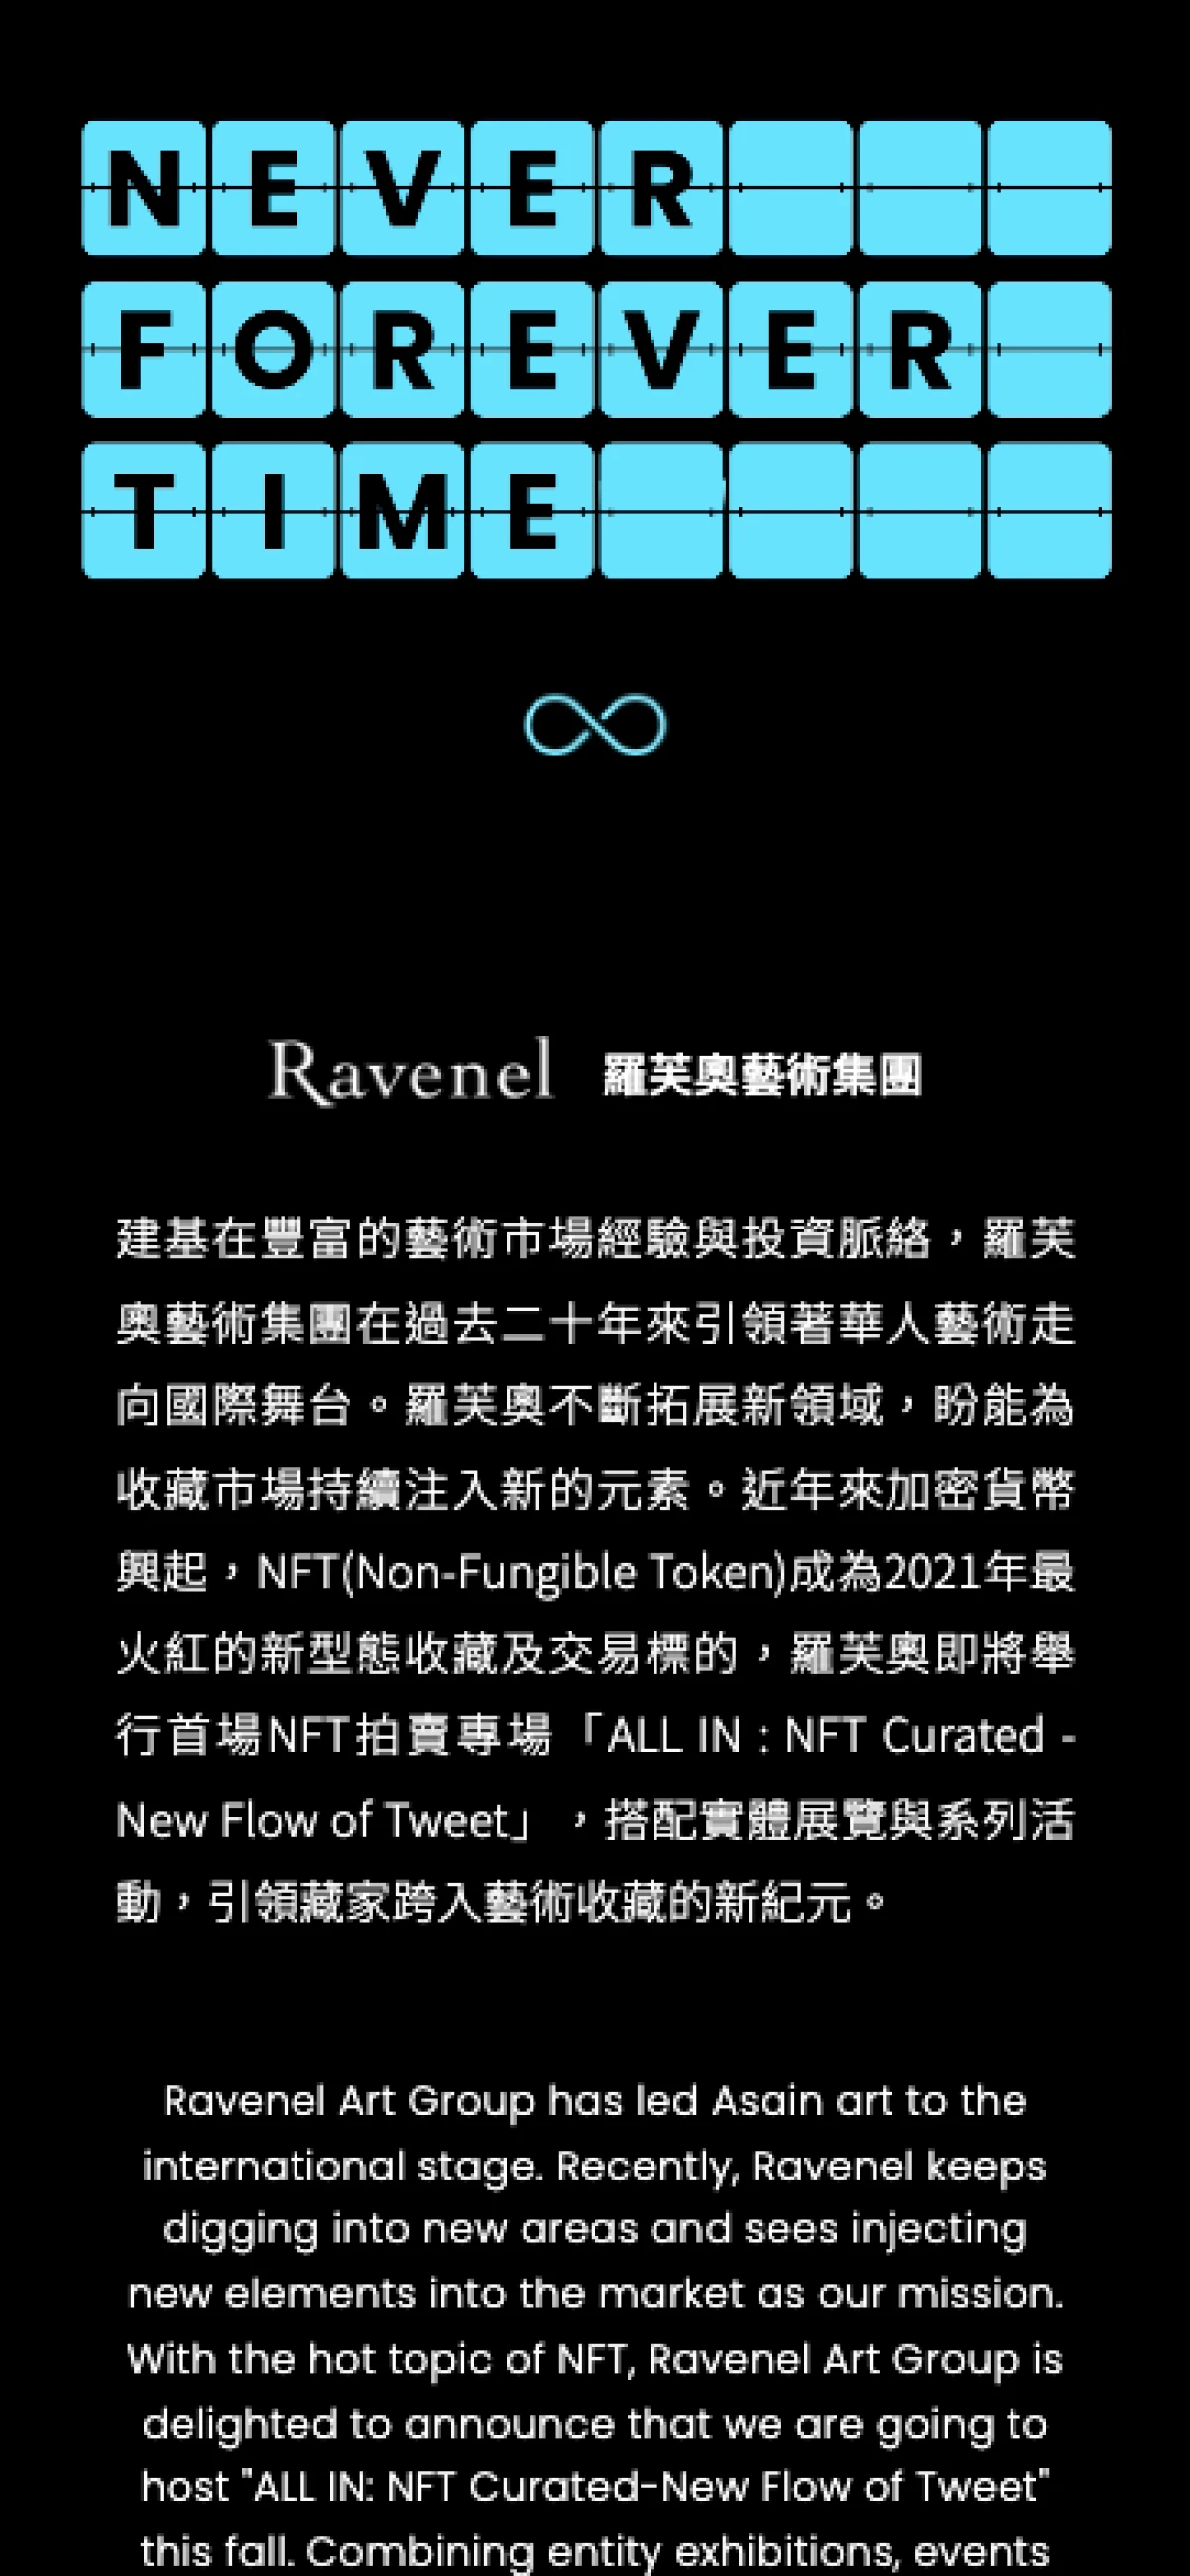 NEVER
FOREVER
TIME
Ravenel 羅芙奧藝術集團
建基在豐富的藝術市場經驗與投資脈絡，羅芙
奧藝術集團在過去二十年來引領著華人藝術走
向國際舞台。羅芙奧不斷拓展新領域，盼能為
收藏市場持續注入新的元素。近年來加密貨幣
興起，NFT(Non-Fungible Token)成為2021年最
火紅的新型態收藏及交易標的，羅芙奧即將舉
行首場NFT拍賣專場「ALL IN : NFT Curated -
New Flow of Tweet」，搭配實體展覽與系列活
動，引領藏家跨入藝術收藏的新紀元。
Ravenel Art Group has led Asain art to the
international stage. Recently, Ravenel keeps
digging into new areas and sees injecting
new elements into the market as our mission.
With the hot topic of NFT, Ravenel Art Group is
delighted to announce that we are going to
host "ALL IN: NFT Curated-New Flow of Tweet"
this fall. Combining entity exhibitions, events